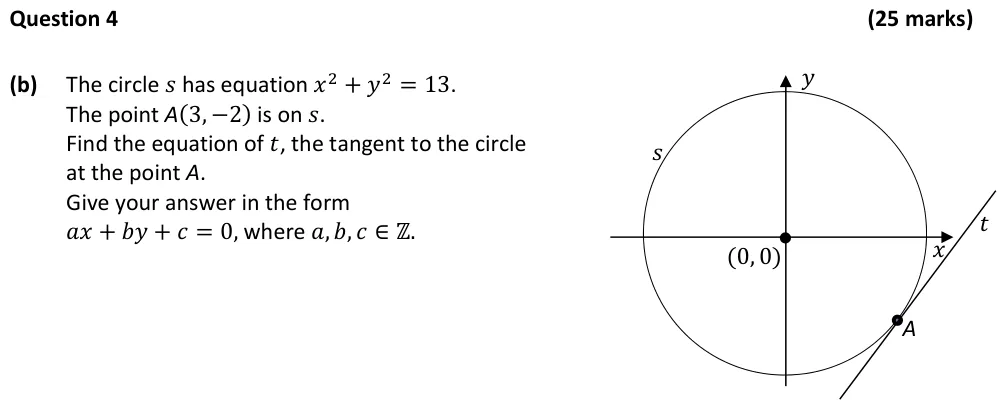 Question 4 (25 marks)
(b) The circle s has equation x² + y² = 13.
The point A(3, −2) is on s.
Find the equation of t, the tangent to the circle
at the point A.
Give your answer in the form
ax + by + c = 0, where a, b, c ∈ ℤ.
y
s
t
(0, 0)
x
A